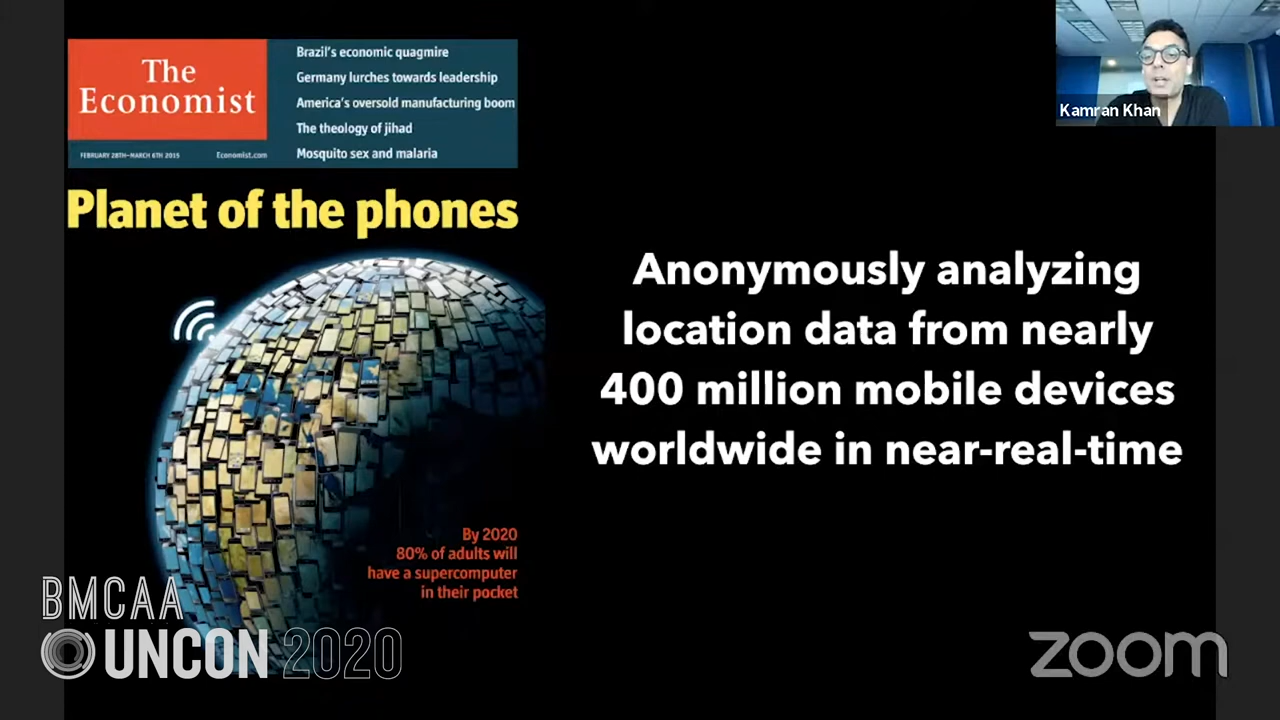 The
Economist
FEBRUARY 28TH–MARCH 6TH 2015
Economist.com
Brazil's economic quagmire
Germany lurches towards leadership
America's oversold manufacturing boom
The theology of jihad
Mosquito sex and malaria
Planet of the phones
By 2020
80% of adults will
have a supercomputer
in their pocket
Anonymously analyzing
location data from nearly
400 million mobile devices
worldwide in near-real-time
Kamran Khan
BMCAA
UNCON 2020
zoom